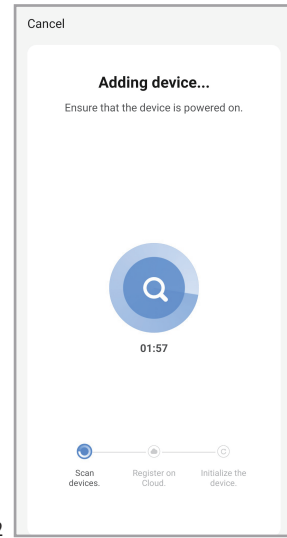 Cancel
Adding device...
Ensure that the device is powered on.
01:57
Scan
devices.
Register on
Cloud.
Initialize the
device.
2